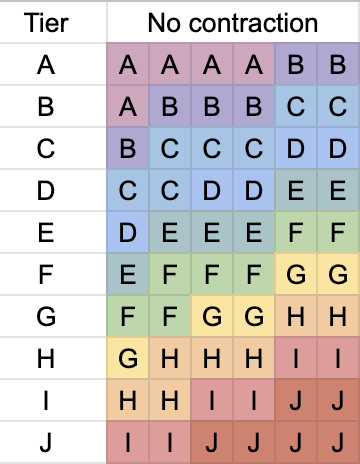 Tier No contraction
A A A A A B B
B A B B B C C
C B C C C D D
D C C D D E E
E D E E E F F
F E F F F G G
G F F G G H H
H G H H H I I
I H H I I J J
J I I J J J J